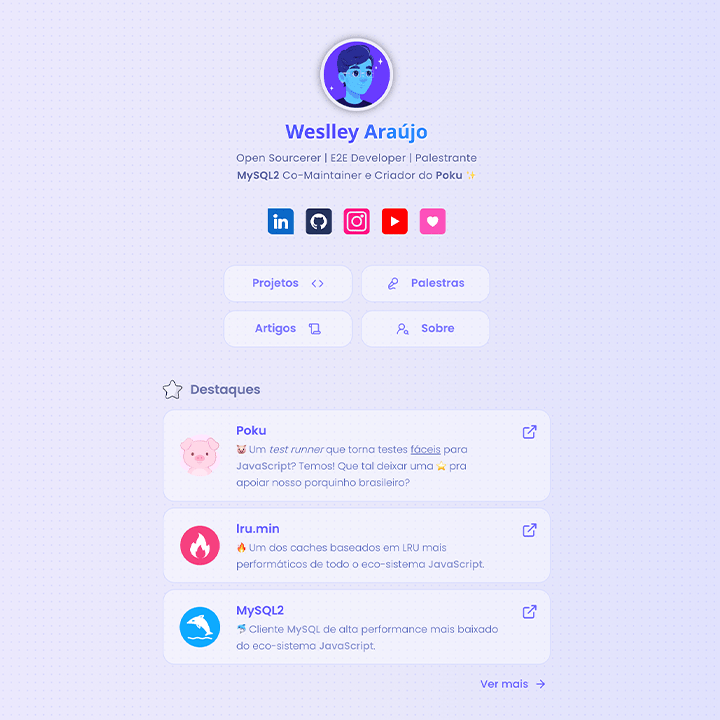 Weslley Araújo
Open Sourcerer | E2E Developer | Palestrante
MySQL2 Co-Maintainer e Criador do Poku ✨
in
Projetos
Palestras
Artigos
Sobre
Destaques
Poku
🐷 Um test runner que torna testes fáceis para
JavaScript? Temos! Que tal deixar uma ⭐ pra
apoiar nosso porquinho brasileiro?
lru.min
🔥 Um dos caches baseados em LRU mais
performáticos de todo o eco-sistema JavaScript.
MySQL2
🐬 Cliente MySQL de alta performance mais baixado
do eco-sistema JavaScript.
Ver mais →